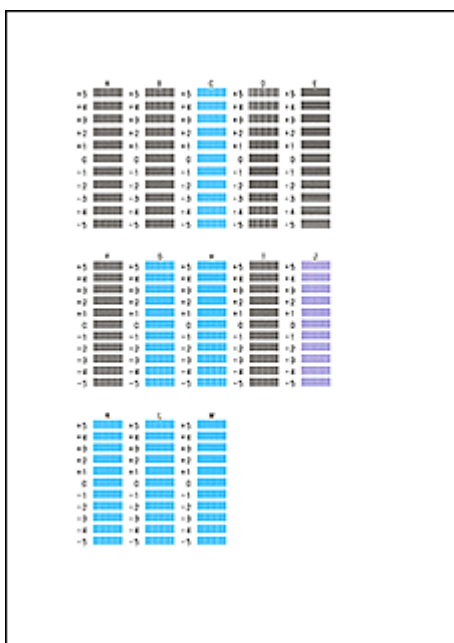 A B C D E
+5 +5 +5 +5 +5
+4 +4 +4 +4 +4
+3 +3 +3 +3 +3
+2 +2 +2 +2 +2
+1 +1 +1 +1 +1
0 0 0 0 0
-1 -1 -1 -1 -1
-2 -2 -2 -2 -2
-3 -3 -3 -3 -3
-4 -4 -4 -4 -4
-5 -5 -5 -5 -5
F G H I J
+5 +5 +5 +5 +5
+4 +4 +4 +4 +4
+3 +3 +3 +3 +3
+2 +2 +2 +2 +2
+1 +1 +1 +1 +1
0 0 0 0 0
-1 -1 -1 -1 -1
-2 -2 -2 -2 -2
-3 -3 -3 -3 -3
-4 -4 -4 -4 -4
-5 -5 -5 -5 -5
K L M
+5 +5 +5
+4 +4 +4
+3 +3 +3
+2 +2 +2
+1 +1 +1
0 0 0
-1 -1 -1
-2 -2 -2
-3 -3 -3
-4 -4 -4
-5 -5 -5